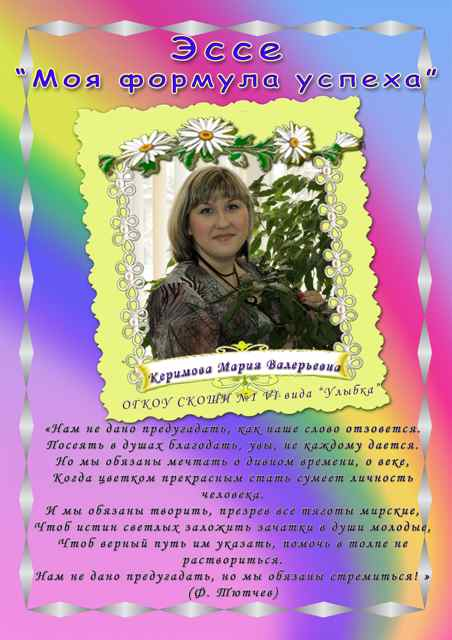 Эссе
“Моя формула успеха”
Керимова Мария Валерьевна
ОГКОУ СКОШИ №1 VI вида “Улыбка”
«Нам не дано предугадать, как наше слово отзовется.
Посеять в душах благодать, увы, не каждому дается.
Но мы обязаны мечтать о дивном времени, о веке,
Когда цветком прекрасным стать сумеет личность
человека.
И мы обязаны творить, презрев все тяготы мирские,
Чтоб истин светлых заложить зачатки в души молодые,
Чтоб верный путь им указать, помочь в толпе не
раствориться.
Нам не дано предугадать, но мы обязаны стремиться! »
(Ф. Тютчев)